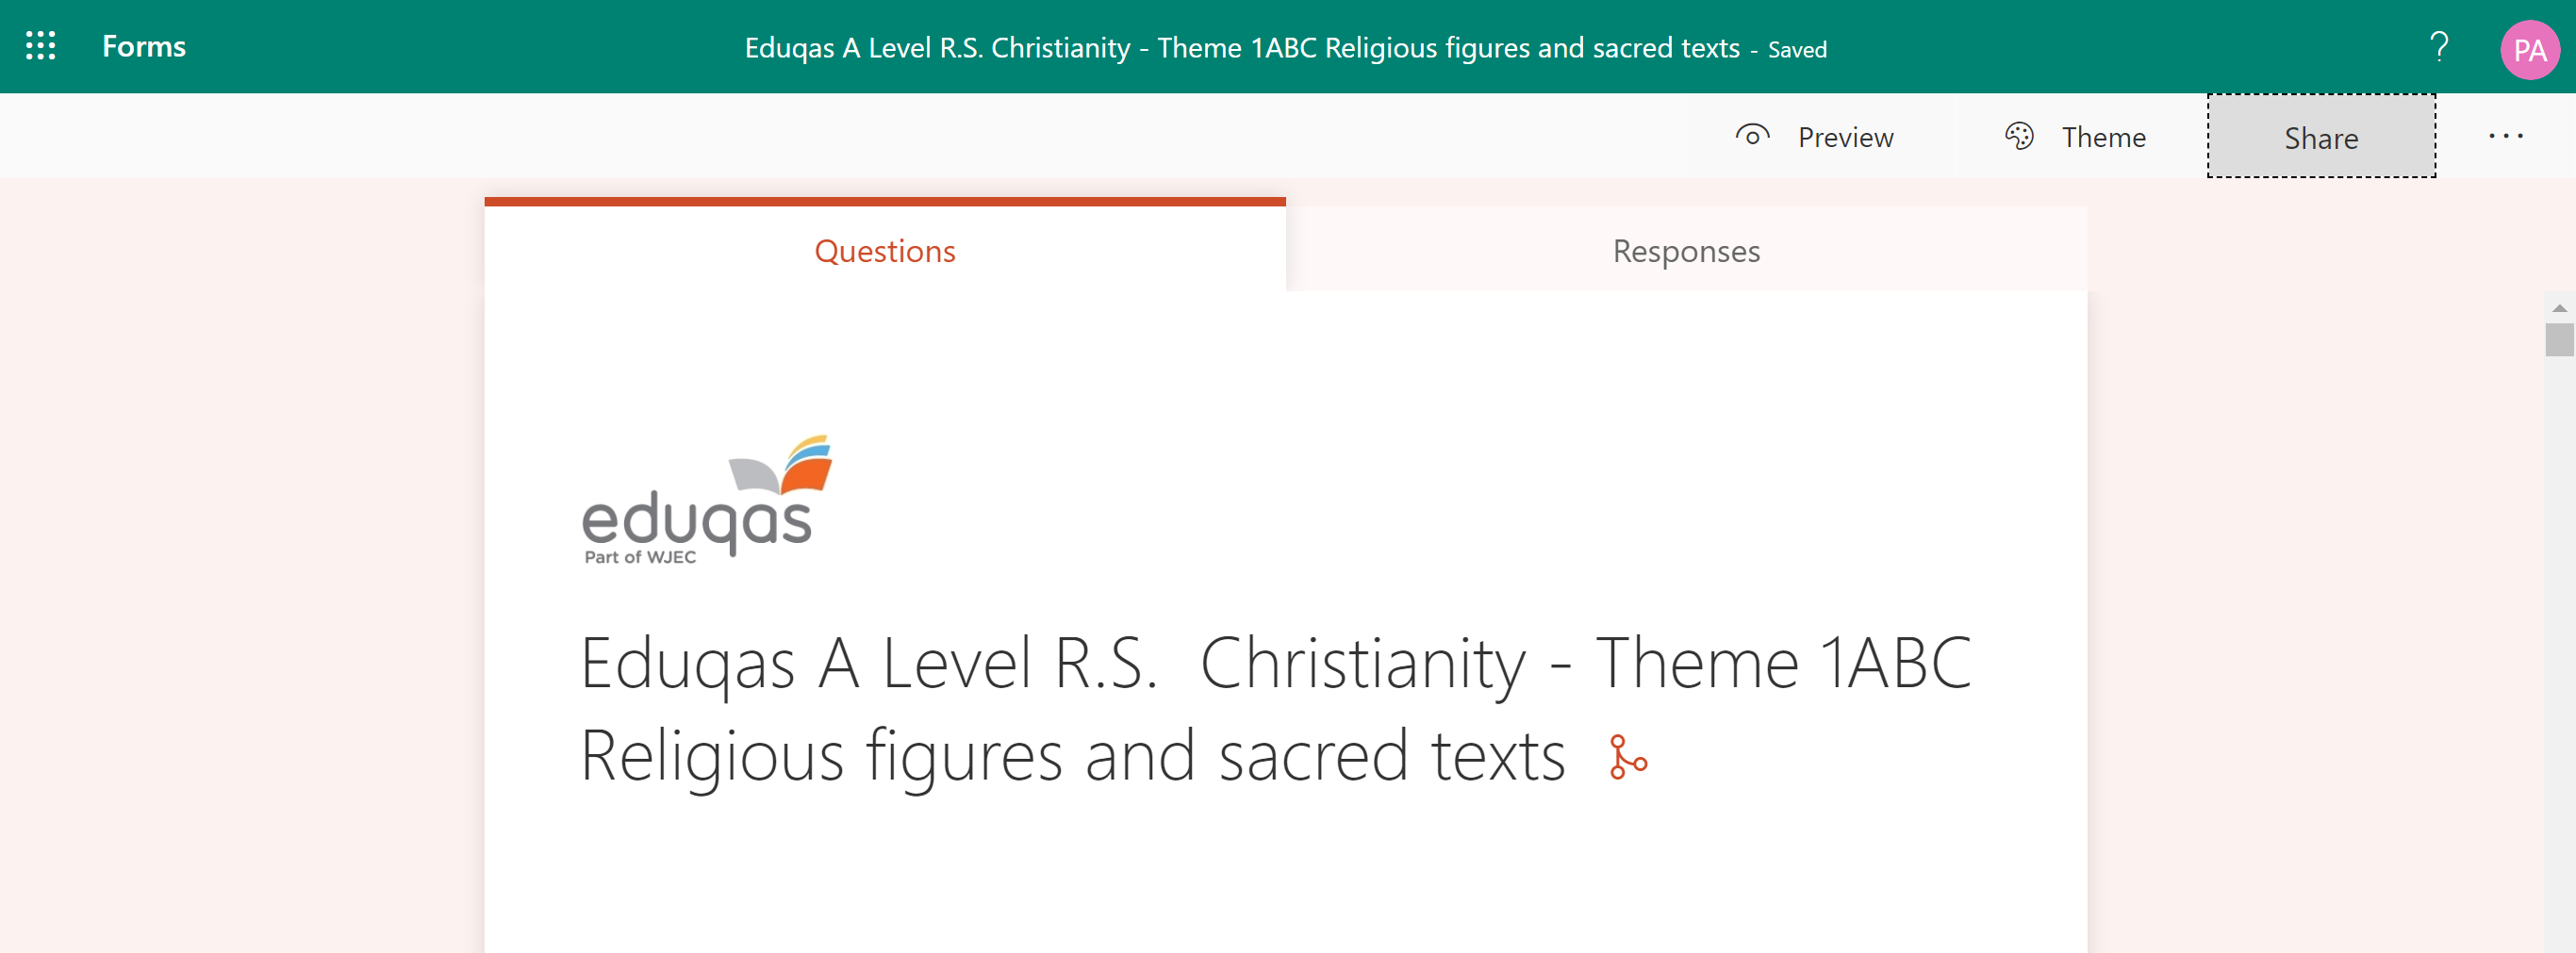 Forms
Eduqas A Level R.S. Christianity - Theme 1ABC Religious figures and sacred texts - Saved
?
PA
Preview
Theme
Share
...
Questions
Responses
eduqas
Part of WJEC
Eduqas A Level R.S.  Christianity - Theme 1ABC
Religious figures and sacred texts